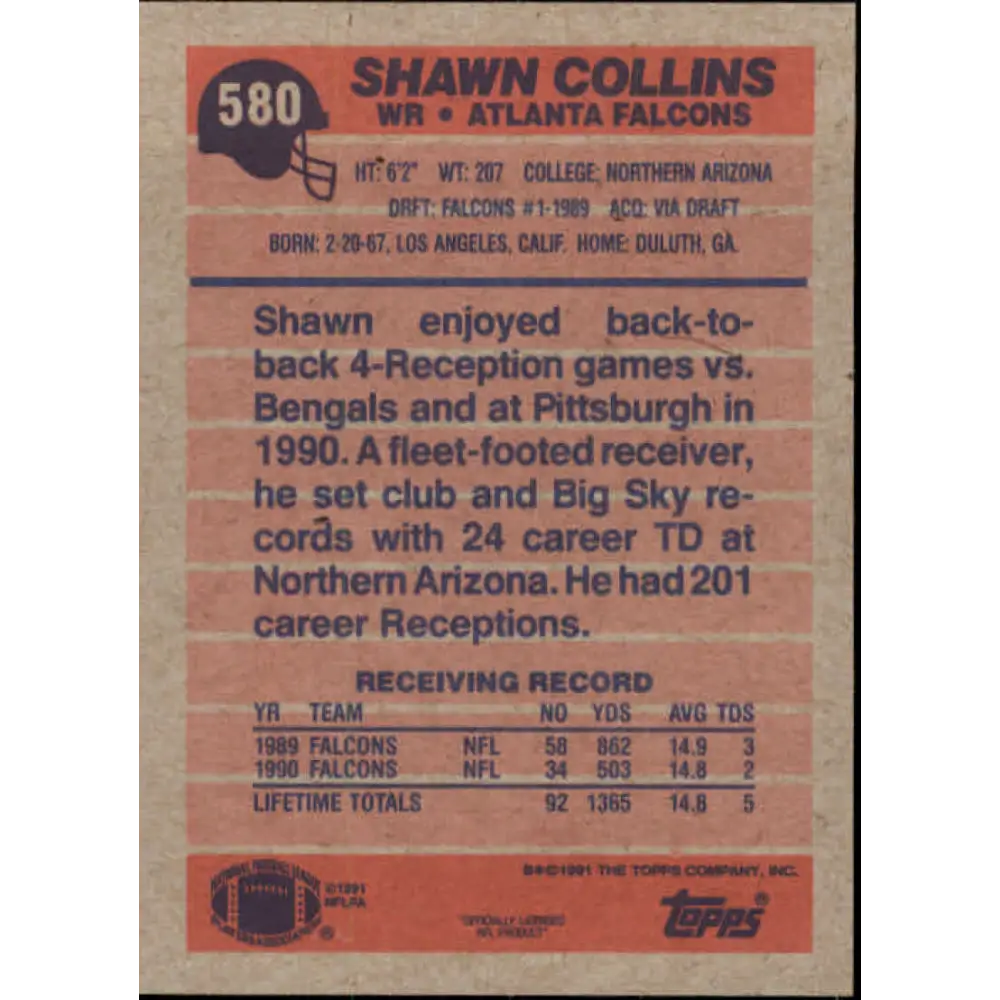 580
SHAWN COLLINS
WR • ATLANTA FALCONS
HT: 6'2" WT: 207 COLLEGE: NORTHERN ARIZONA
DRFT: FALCONS #1-1989 ACQ: VIA DRAFT
BORN: 2-20-67, LOS ANGELES, CALIF. HOME: DULUTH, GA.
Shawn enjoyed back-to-
back 4-Reception games vs.
Bengals and at Pittsburgh in
1990. A fleet-footed receiver,
he set club and Big Sky re-
cords with 24 career TD at
Northern Arizona. He had 201
career Receptions.
RECEIVING RECORD
YR TEAM NO YDS AVG TDS
1989 FALCONS NFL 58 862 14.9 3
1990 FALCONS NFL 34 503 14.8 2
LIFETIME TOTALS 92 1365 14.8 5
©1991
NFLPA
®
©1991 THE TOPPS COMPANY, INC.
"OFFICIALLY LICENSED
NFL PRODUCT"
TOPPS®